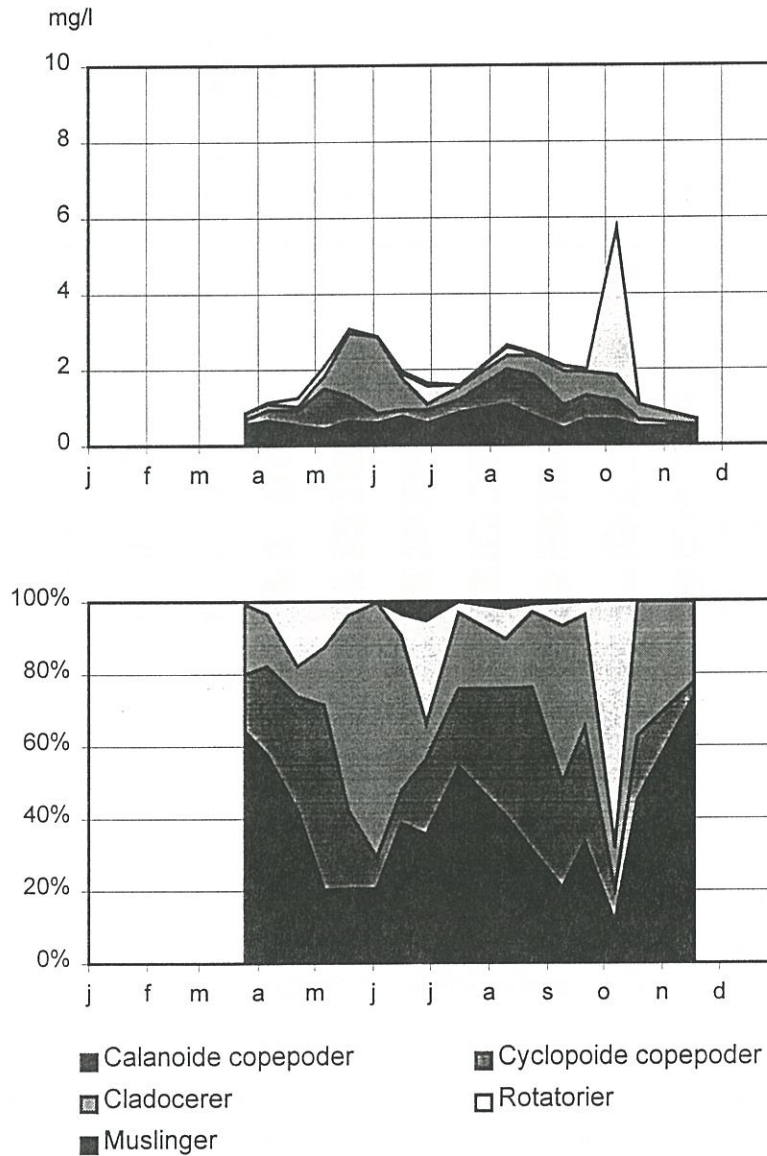 mg/l
10
8
6
4
2
0
j f m a m j j a s o n d
100%
80%
60%
40%
20%
0%
j f m a m j j a s o n d
Calanoide copepoder Cyclopoide copepoder
Cladocerer Rotatorier
Muslinger